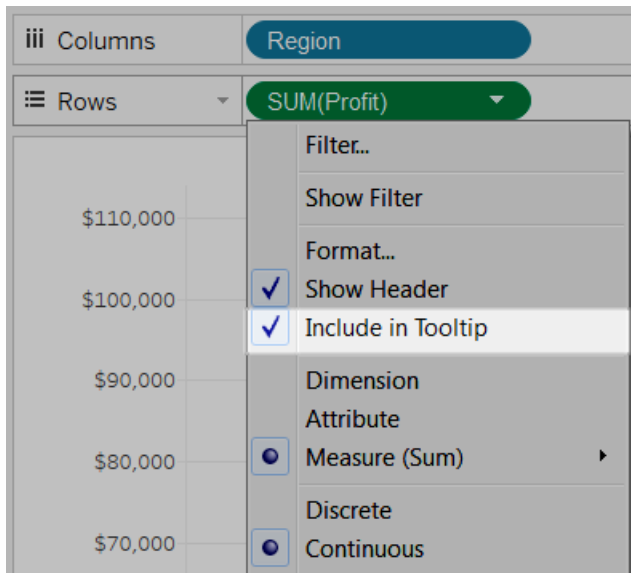 Columns
Region
Rows
SUM(Profit)
Filter...
Show Filter
Format...
Show Header
Include in Tooltip
Dimension
Attribute
Measure (Sum)
Discrete
Continuous
$110,000
$100,000
$90,000
$80,000
$70,000